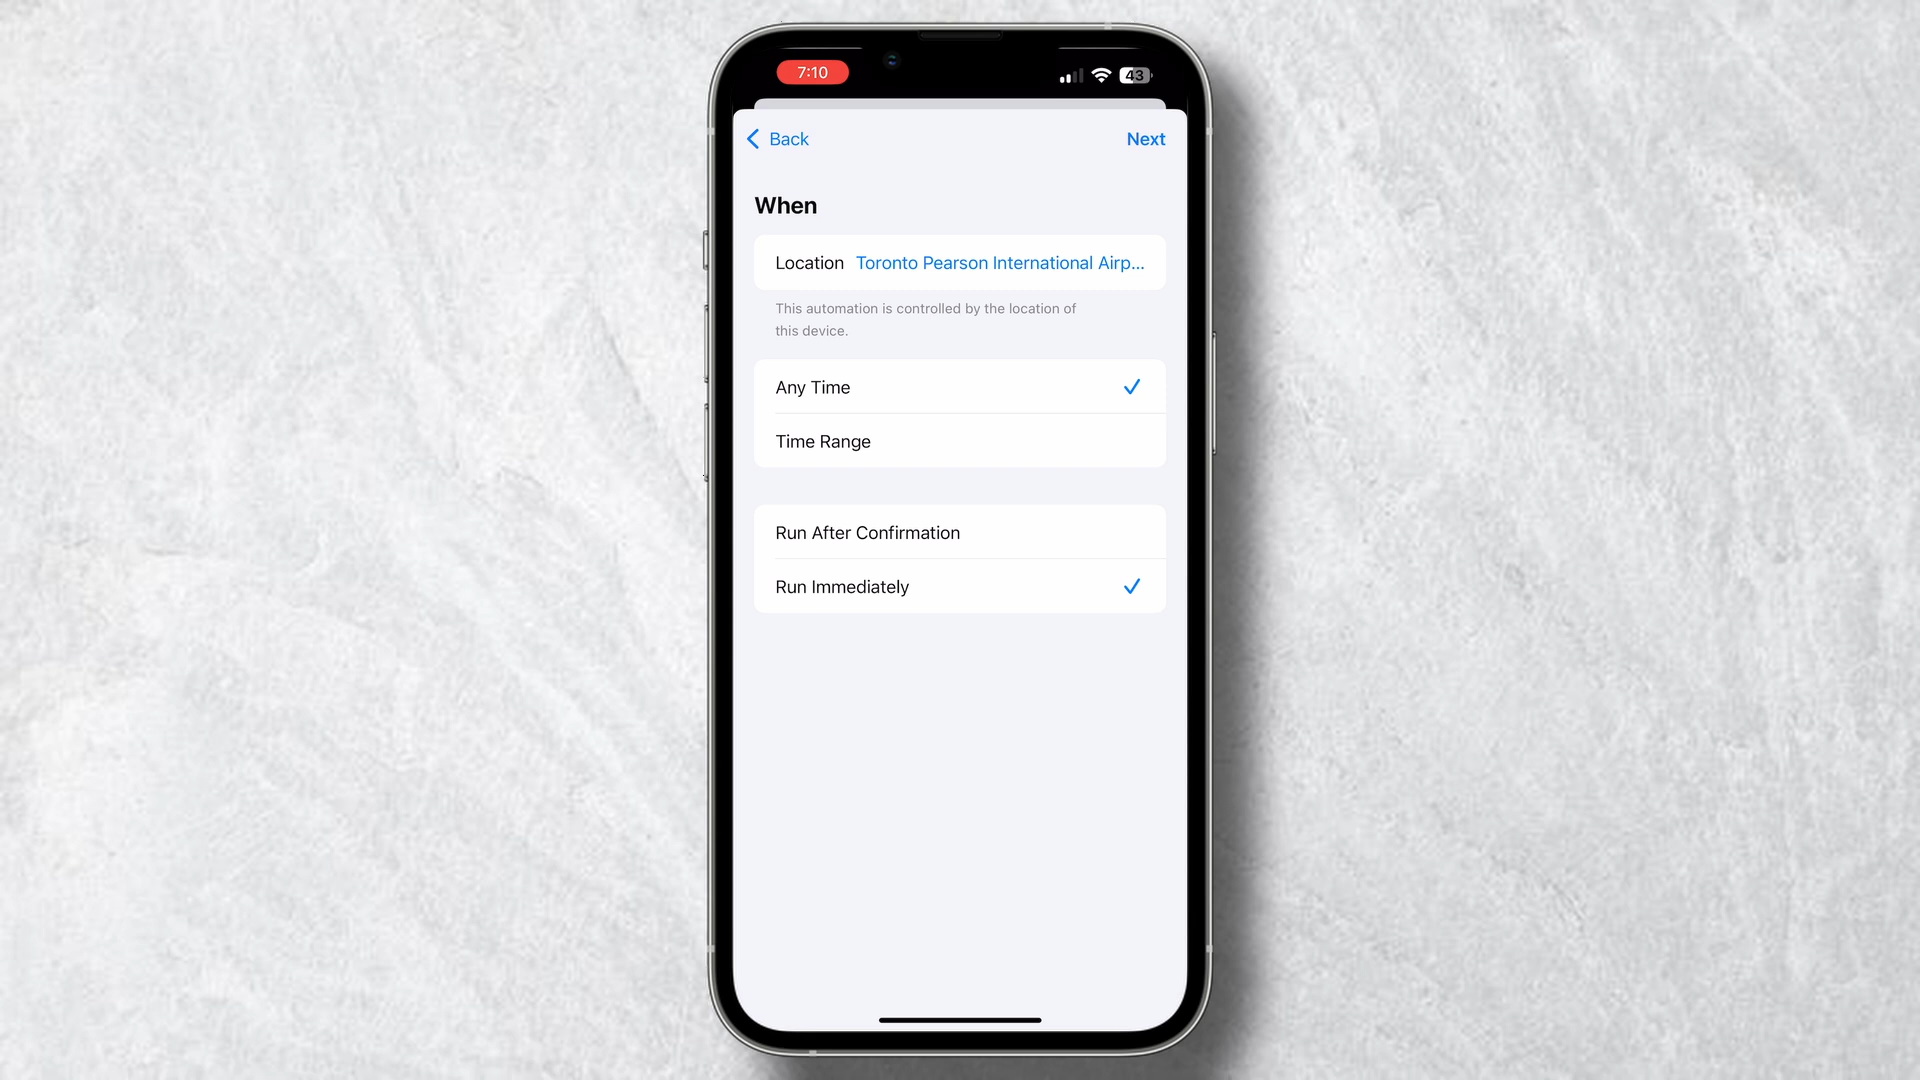 7:10
43
Back
Next
When
Location Toronto Pearson International Airp...
This automation is controlled by the location of
this device.
Any Time
Time Range
Run After Confirmation
Run Immediately